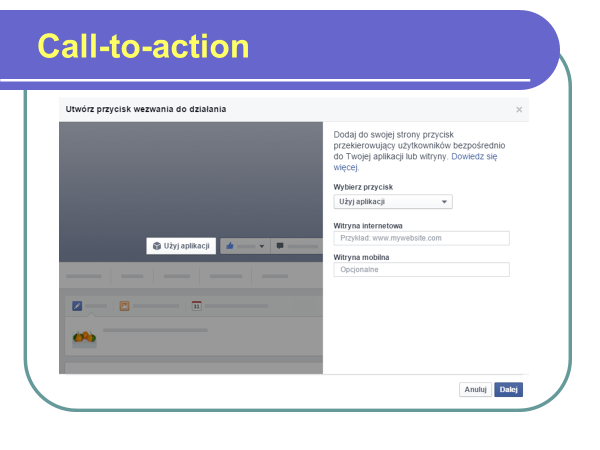 Call-to-action
Utwórz przycisk wezwania do działania
×
Dodaj do swojej strony przycisk
przekierowujący użytkowników bezpośrednio
do Twojej aplikacji lub witryny. Dowiedz się
więcej.
Wybierz przycisk
Użyj aplikacji
Witryna internetowa
Przykład: www.mywebsite.com
Witryna mobilna
Opcjonalne
Użyj aplikacji
31
Anuluj Dalej